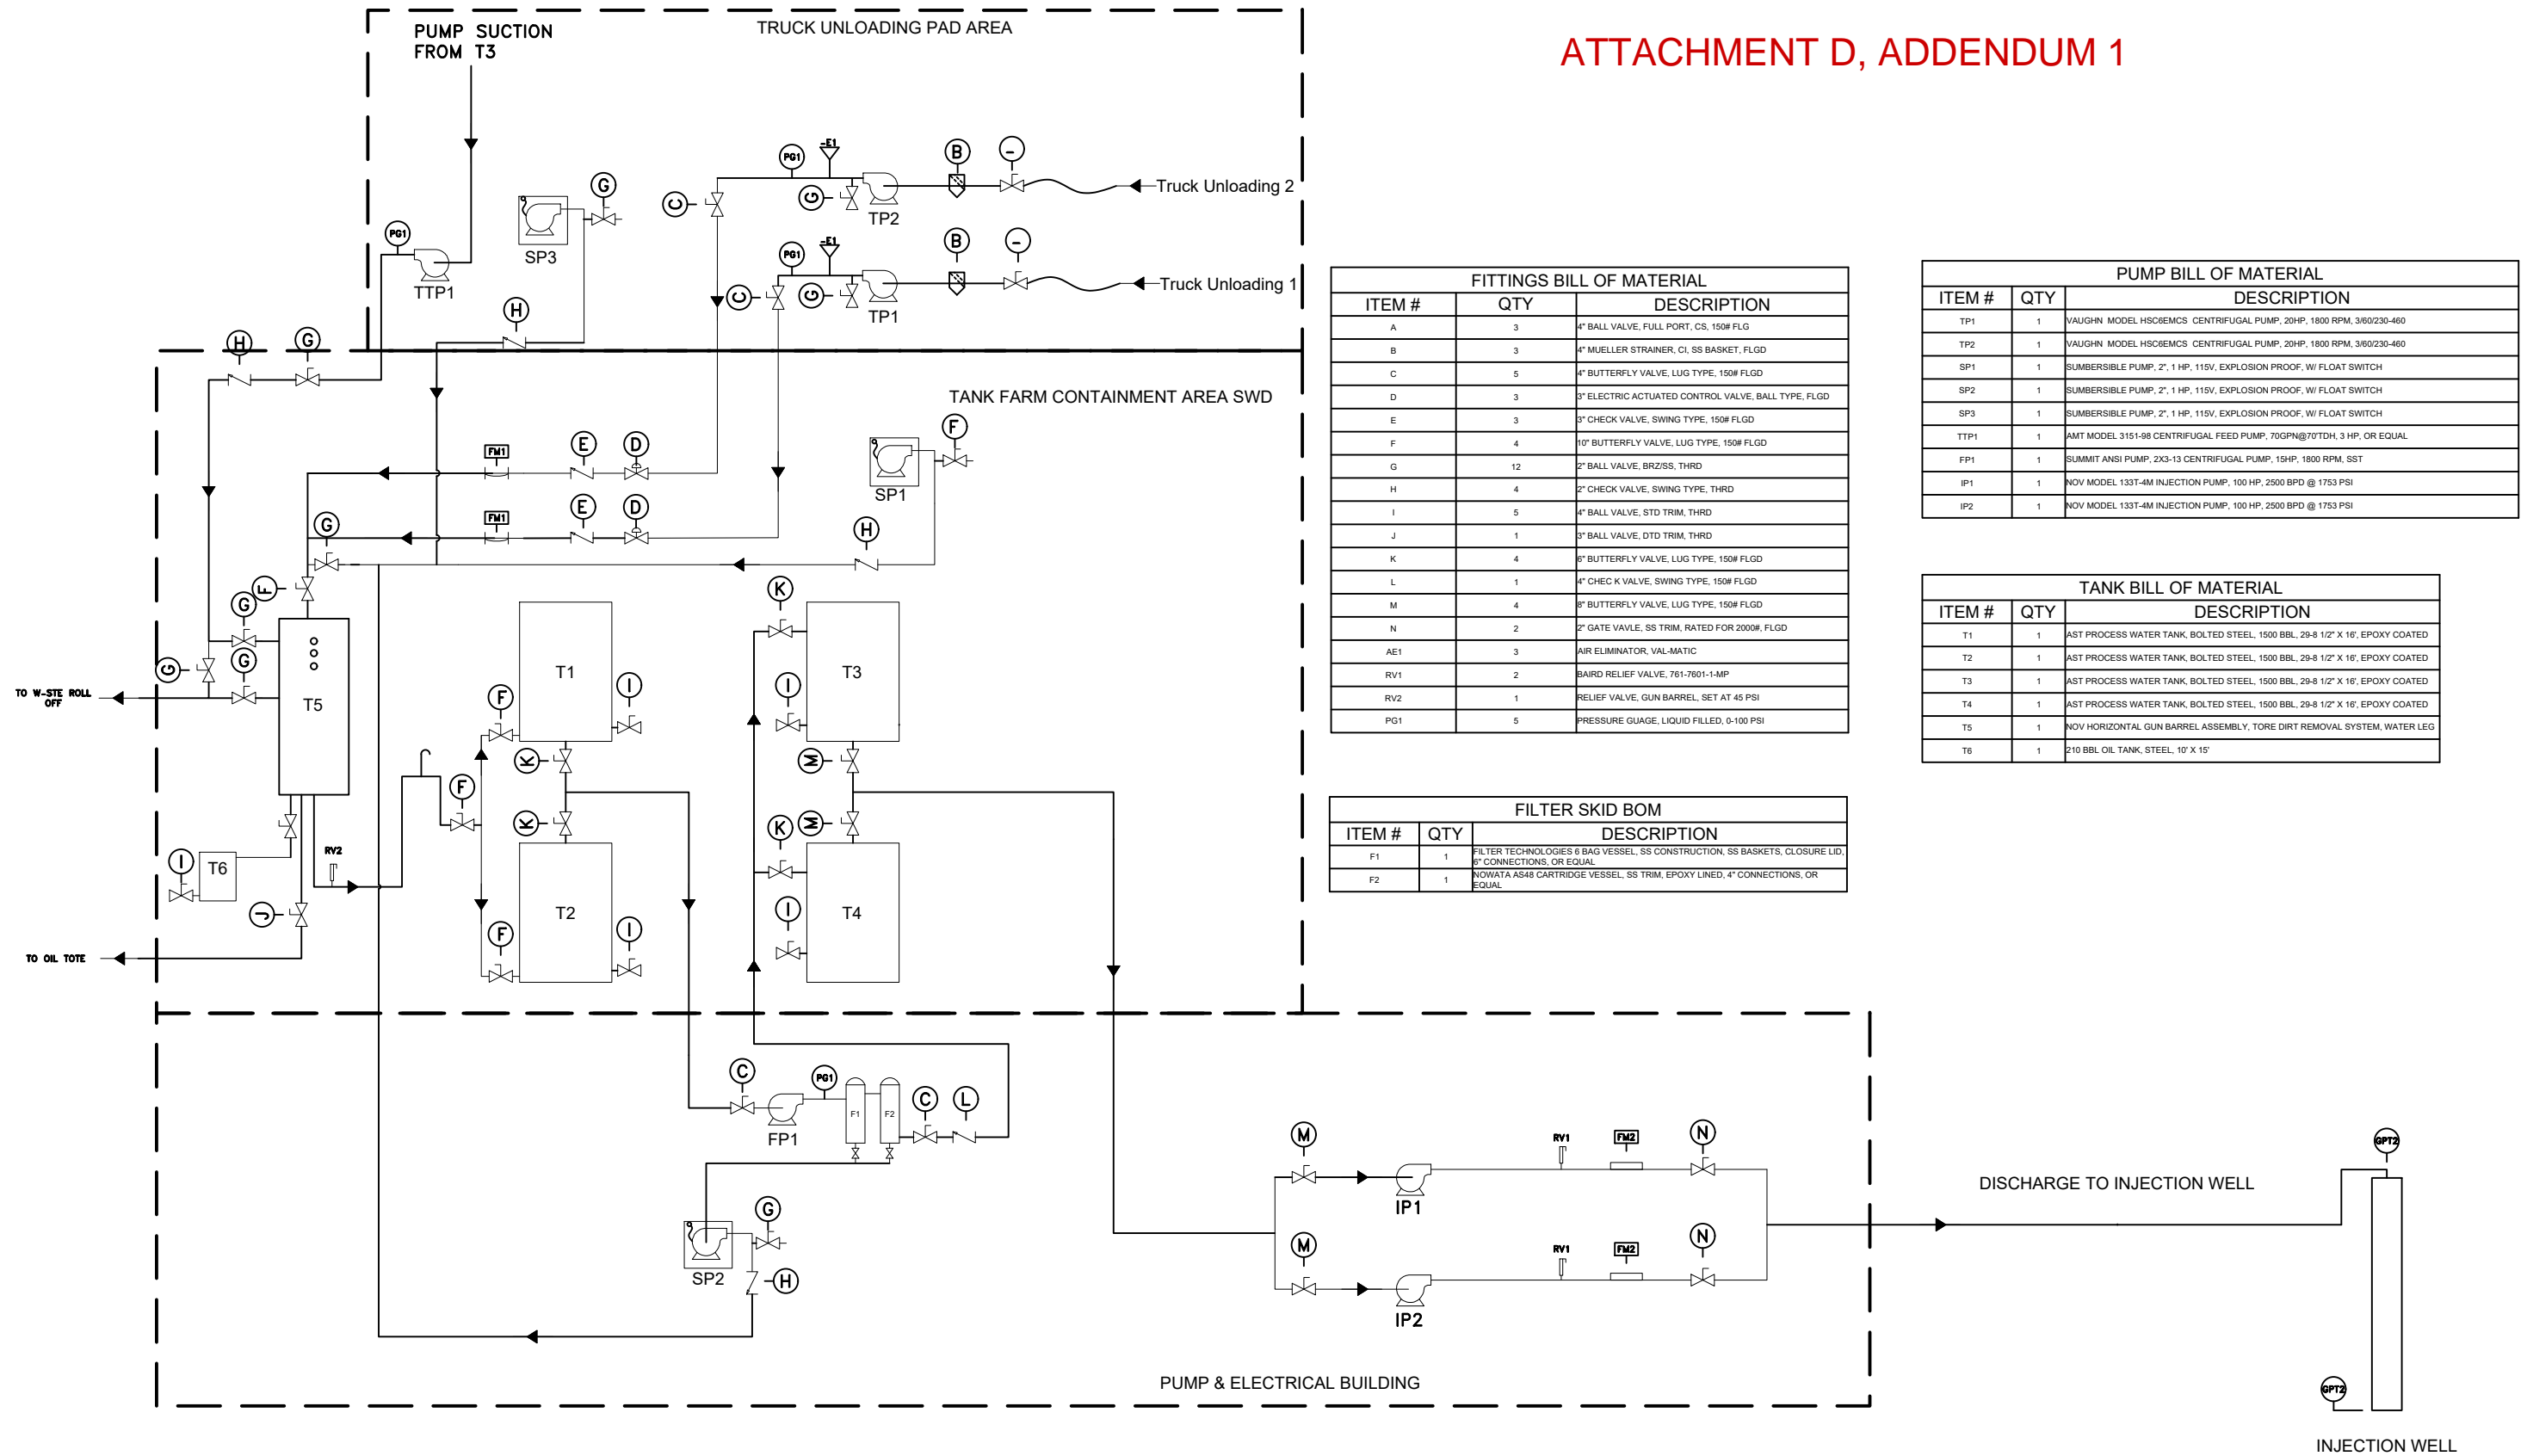 ATTACHMENT D, ADDENDUM 1
TRUCK UNLOADING PAD AREA
PUMP SUCTION
FROM T3
PG1
-E1
B
-
G
C
G
Truck Unloading 2
TP2
PG1
TTP1
SP3
PG1
-E1
B
-
C
G
Truck Unloading 1
TP1
H
H
G
TANK FARM CONTAINMENT AREA SWD
FM1
E
D
F
SP1
FM1
E
D
G
H
F
G
G
G
TO W-STE ROLL
OFF
T5
K
T1
T3
F
I
I
K
M
F
K
K
M
RV2
I
T6
J
T2
I
T4
F
I
TO OIL TOTE
C
PG1
F1
F2
C
L
FP1
G
SP2
H
M
RV1
FM2
N
IP1
M
RV1
FM2
N
IP2
DISCHARGE TO INJECTION WELL
GPT2
GPT2
PUMP & ELECTRICAL BUILDING
INJECTION WELL
FITTINGS BILL OF MATERIAL
ITEM # QTY DESCRIPTION
A 3 4" BALL VALVE, FULL PORT, CS, 150# FLG
B 3 4" MUELLER STRAINER, CI, SS BASKET, FLGD
C 5 4" BUTTERFLY VALVE, LUG TYPE, 150# FLGD
D 3 3" ELECTRIC ACTUATED CONTROL VALVE, BALL TYPE, FLGD
E 3 3" CHECK VALVE, SWING TYPE, 150# FLGD
F 4 10" BUTTERFLY VALVE, LUG TYPE, 150# FLGD
G 12 2" BALL VALVE, BRZ/SS, THRD
H 4 2" CHECK VALVE, SWING TYPE, THRD
I 5 4" BALL VALVE, STD TRIM, THRD
J 1 3" BALL VALVE, DTD TRIM, THRD
K 4 6" BUTTERFLY VALVE, LUG TYPE, 150# FLGD
L 1 4" CHEC K VALVE, SWING TYPE, 150# FLGD
M 4 8" BUTTERFLY VALVE, LUG TYPE, 150# FLGD
N 2 2" GATE VAVLE, SS TRIM, RATED FOR 2000#, FLGD
AE1 3 AIR ELIMINATOR, VAL-MATIC
RV1 2 BAIRD RELIEF VALVE, 761-7601-1-MP
RV2 1 RELIEF VALVE, GUN BARREL, SET AT 45 PSI
PG1 5 PRESSURE GUAGE, LIQUID FILLED, 0-100 PSI
FILTER SKID BOM
ITEM # QTY DESCRIPTION
F1 1 FILTER TECHNOLOGIES 6 BAG VESSEL, SS CONSTRUCTION, SS BASKETS, CLOSURE LID,
6" CONNECTIONS, OR EQUAL
F2 1 NOWATA AS48 CARTRIDGE VESSEL, SS TRIM, EPOXY LINED, 4" CONNECTIONS, OR
EQUAL
PUMP BILL OF MATERIAL
ITEM # QTY DESCRIPTION
TP1 1 VAUGHN MODEL HSC6EMCS CENTRIFUGAL PUMP, 20HP, 1800 RPM, 3/60/230-460
TP2 1 VAUGHN MODEL HSC6EMCS CENTRIFUGAL PUMP, 20HP, 1800 RPM, 3/60/230-460
SP1 1 SUMBERSIBLE PUMP, 2", 1 HP, 115V, EXPLOSION PROOF, W/ FLOAT SWITCH
SP2 1 SUMBERSIBLE PUMP, 2", 1 HP, 115V, EXPLOSION PROOF, W/ FLOAT SWITCH
SP3 1 SUMBERSIBLE PUMP, 2", 1 HP, 115V, EXPLOSION PROOF, W/ FLOAT SWITCH
TTP1 1 AMT MODEL 3151-98 CENTRIFUGAL FEED PUMP, 70GPN@70'TDH, 3 HP, OR EQUAL
FP1 1 SUMMIT ANSI PUMP, 2X3-13 CENTRIFUGAL PUMP, 15HP, 1800 RPM, SST
IP1 1 NOV MODEL 133T-4M INJECTION PUMP, 100 HP, 2500 BPD @ 1753 PSI
IP2 1 NOV MODEL 133T-4M INJECTION PUMP, 100 HP, 2500 BPD @ 1753 PSI
TANK BILL OF MATERIAL
ITEM # QTY DESCRIPTION
T1 1 AST PROCESS WATER TANK, BOLTED STEEL, 1500 BBL, 29-8 1/2" X 16', EPOXY COATED
T2 1 AST PROCESS WATER TANK, BOLTED STEEL, 1500 BBL, 29-8 1/2" X 16', EPOXY COATED
T3 1 AST PROCESS WATER TANK, BOLTED STEEL, 1500 BBL, 29-8 1/2" X 16', EPOXY COATED
T4 1 AST PROCESS WATER TANK, BOLTED STEEL, 1500 BBL, 29-8 1/2" X 16', EPOXY COATED
T5 1 NOV HORIZONTAL GUN BARREL ASSEMBLY, TORE DIRT REMOVAL SYSTEM, WATER LEG
T6 1 210 BBL OIL TANK, STEEL, 10' X 15'